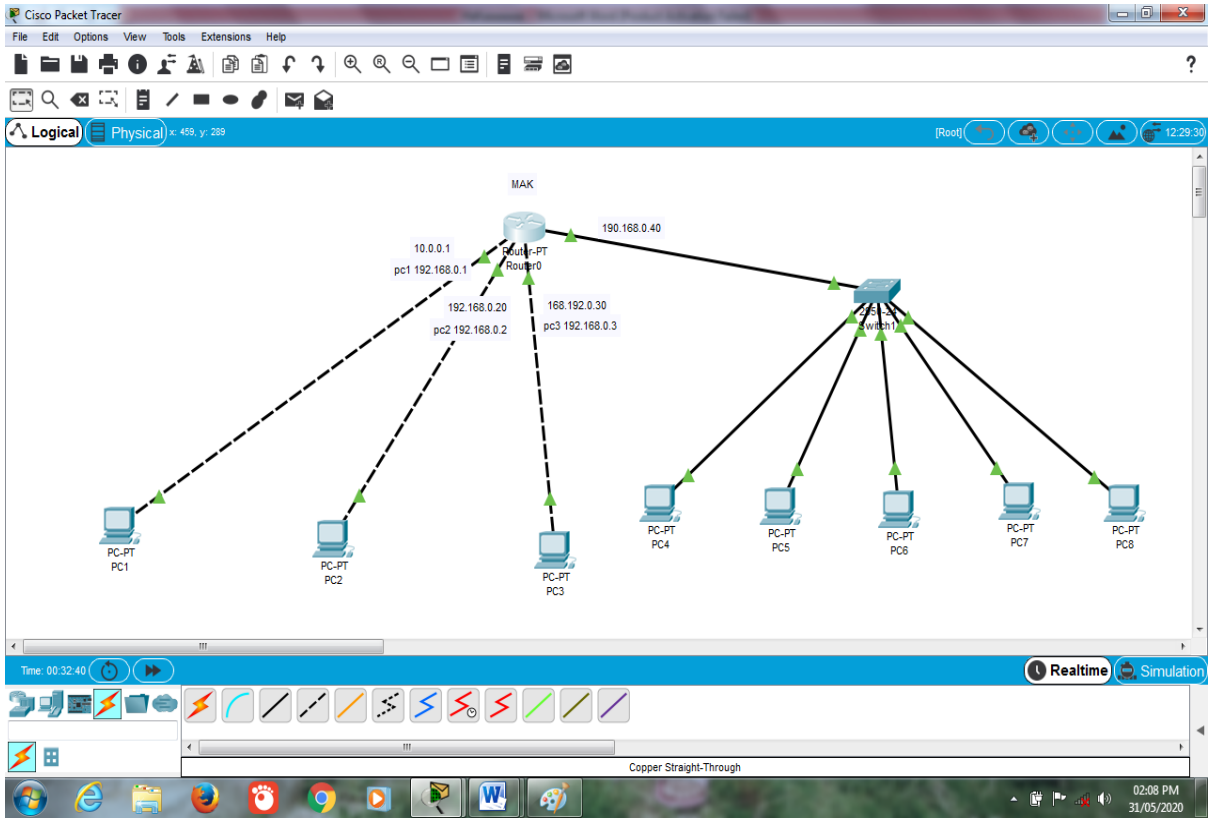 Cisco Packet Tracer
File Edit Options View Tools Extensions Help
?
Logical Physical x: 459, y: 289 [Root] 12:29:30
MAK
190.168.0.40
Router-PT
Router0
10.0.0.1
pc1 192.168.0.1
192.168.0.20
pc2 192.168.0.2
168.192.0.30
pc3 192.168.0.3
2950-24
Switch1
PC-PT
PC1
PC-PT
PC2
PC-PT
PC3
PC-PT
PC4
PC-PT
PC5
PC-PT
PC6
PC-PT
PC7
PC-PT
PC8
Time: 00:32:40 Realtime Simulation
Copper Straight-Through
02:08 PM
31/05/2020